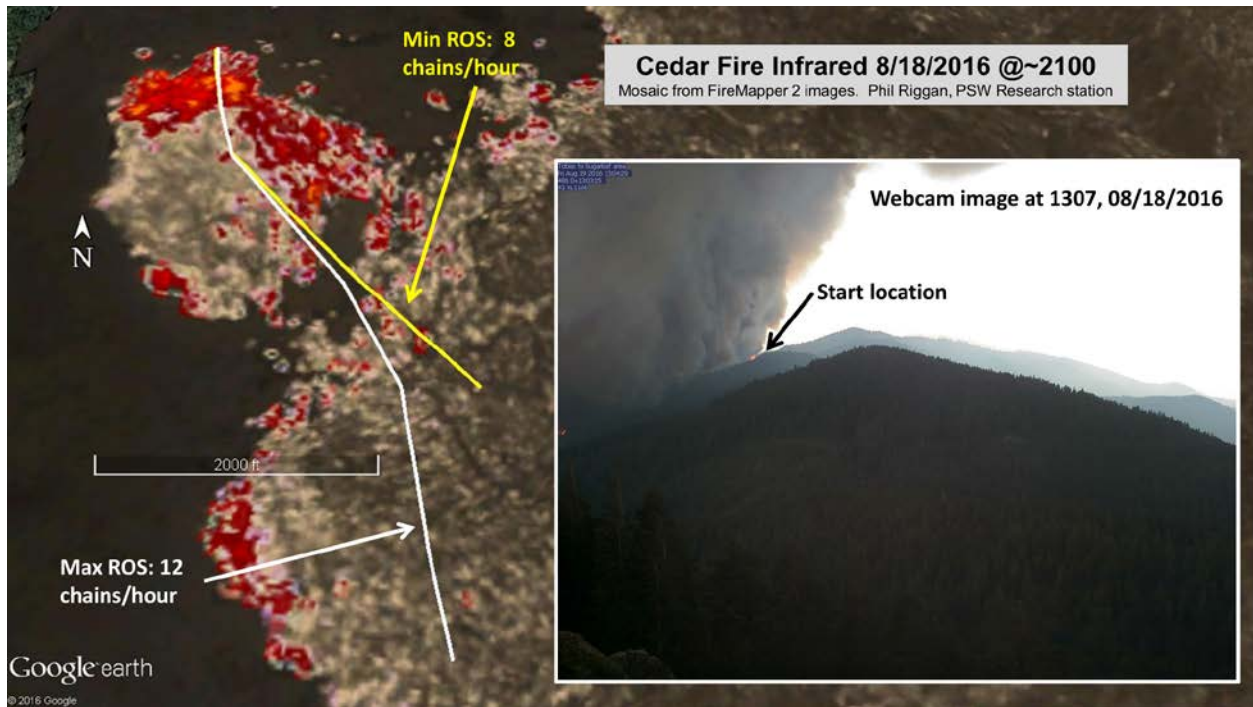 Min ROS: 8
chains/hour
Cedar Fire Infrared 8/18/2016 @~2100
Mosaic from FireMapper 2 images. Phil Riggan, PSW Research station
Webcam image at 1307, 08/18/2016
Start location
N
2000 ft
Max ROS: 12
chains/hour
Google earth
© 2016 Google